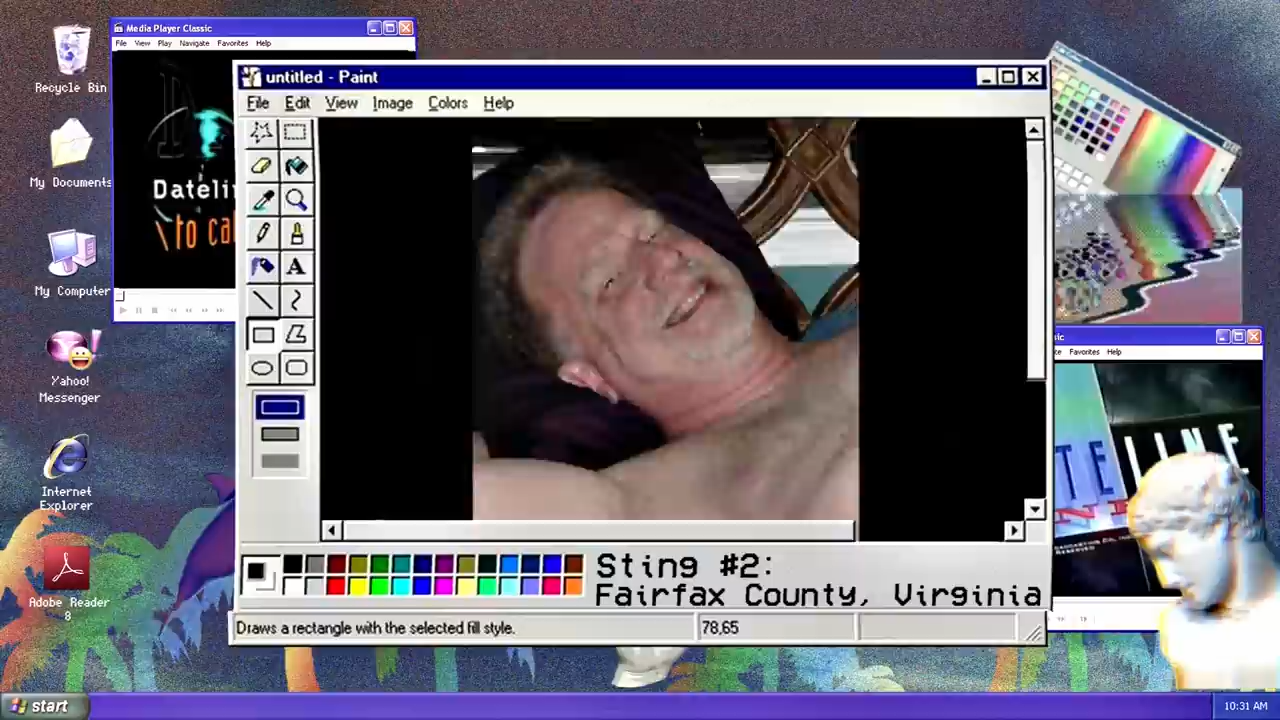 Recycle Bin
My Documents
My Computer
Yahoo!
Messenger
Internet
Explorer
Adobe Reader
8
Media Player Classic
File View Play Navigate Favorites Help
to
untitled - Paint
File Edit View Image Colors Help
A
Sting #2:
Fairfax County, Virginia
Draws a rectangle with the selected fill style.
78,65
Favorites Help
LINE
start
10:31 AM